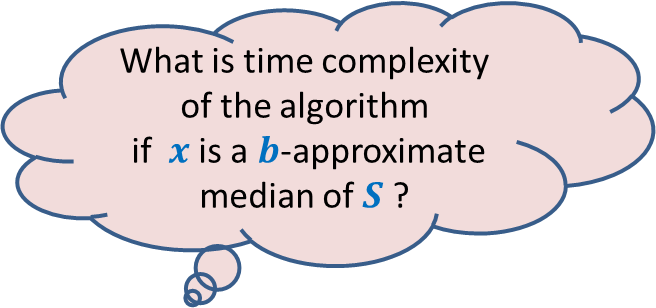 What is time complexity
of the algorithm
if x is a b-approximate
median of S ?